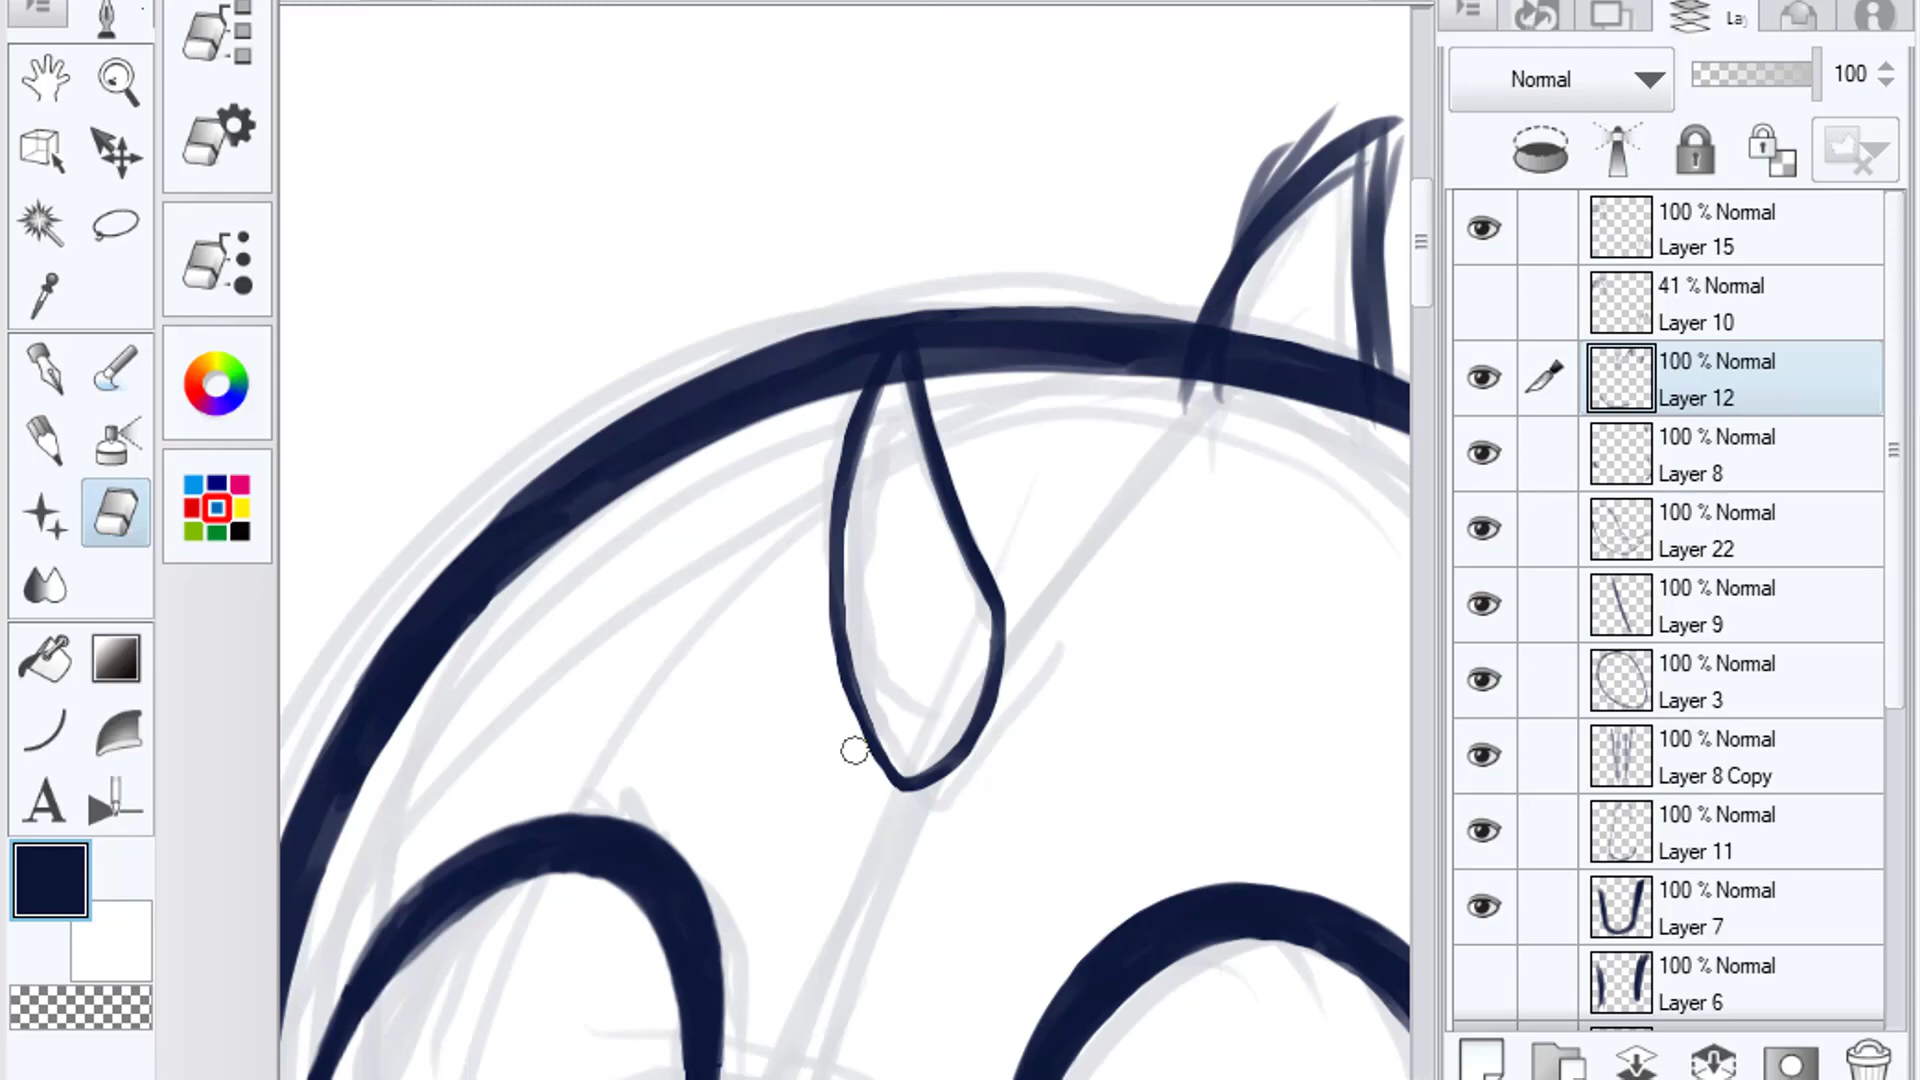 La
Normal
100
100 % Normal
Layer 15
41 % Normal
Layer 10
100 % Normal
Layer 12
100 % Normal
Layer 8
100 % Normal
Layer 22
100 % Normal
Layer 9
100 % Normal
Layer 3
100 % Normal
Layer 8 Copy
100 % Normal
Layer 11
100 % Normal
Layer 7
100 % Normal
Layer 6